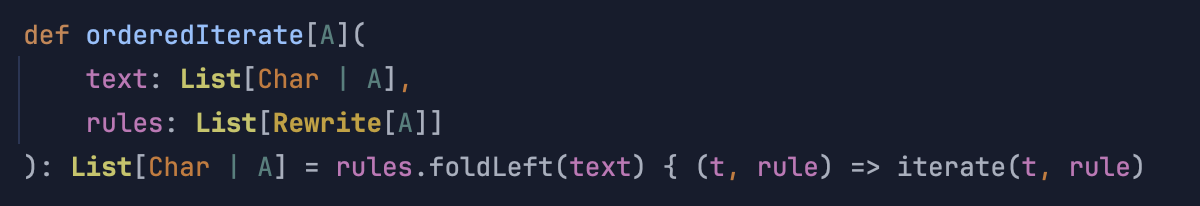 def orderedIterate[A](
    text: List[Char | A],
    rules: List[Rewrite[A]]
): List[Char | A] = rules.foldLeft(text) { (t, rule) => iterate(t, rule)